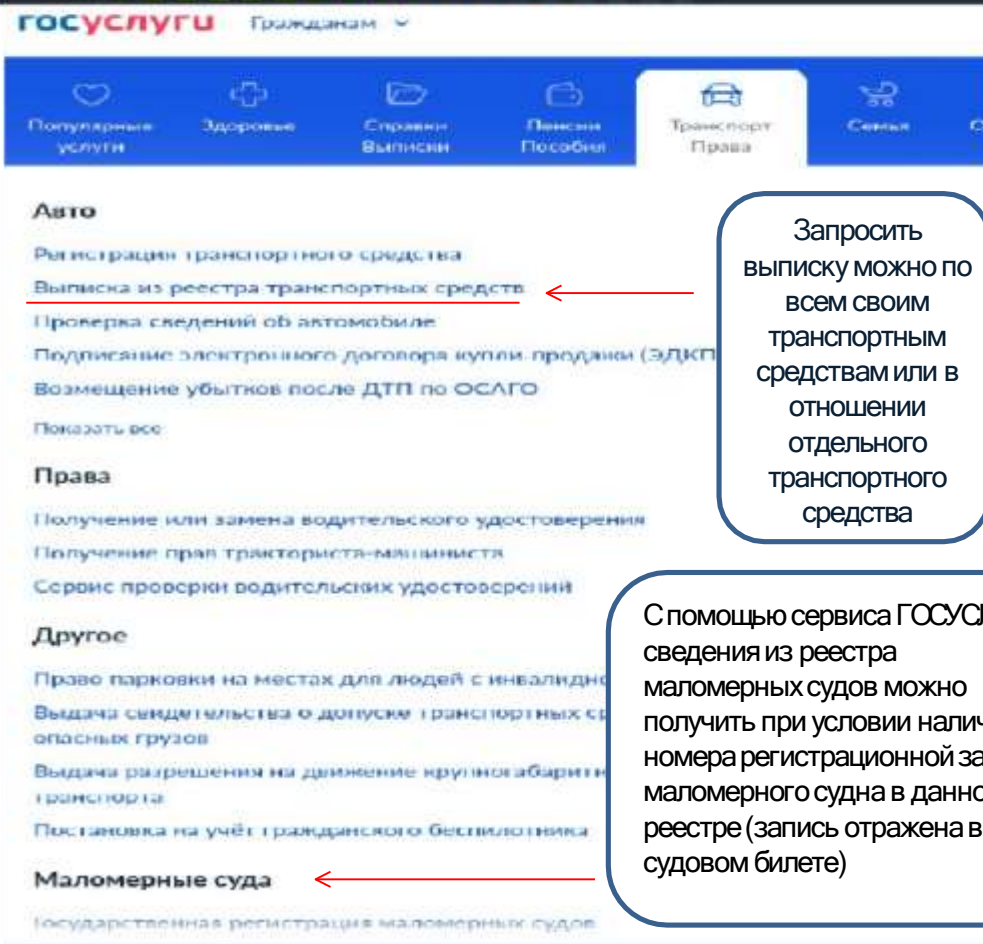 госуслуги Гражданам
Популярные услуги
Здоровье
Справки Выписки
Пенсии Пособия
Транспорт Права
Семья
Авто
Регистрация транспортного средства
Выписка из реестра транспортных средств
Проверка сведений об автомобиле
Подписание электронного договора купли-продажи (ЭДКП
Возмещение убытков после ДТП по ОСАГО
Показать все
Запросить
выписку можно по
всем своим
транспортным
средствам или в
отношении
отдельного
транспортного
средства
Права
Получение или замена водительского удостоверения
Получение прав тракториста-машиниста
Сервис проверки водительских удостоверений
Другое
Право парковки на местах для людей с инвалидно
Выдача свидетельства о допуске транспортных ср
опасных грузов
Выдача разрешения на движение крупногабаритн
транспорта
Постановка на учёт гражданского беспилотника
Маломерные суда
Государственная регистрация маломерных судов
С помощью сервиса ГОСУСЛ
сведения из реестра
маломерных судов можно
получить при условии налич
номера регистрационной за
маломерного судна в данно
реестре (запись отражена в
судовом билете)